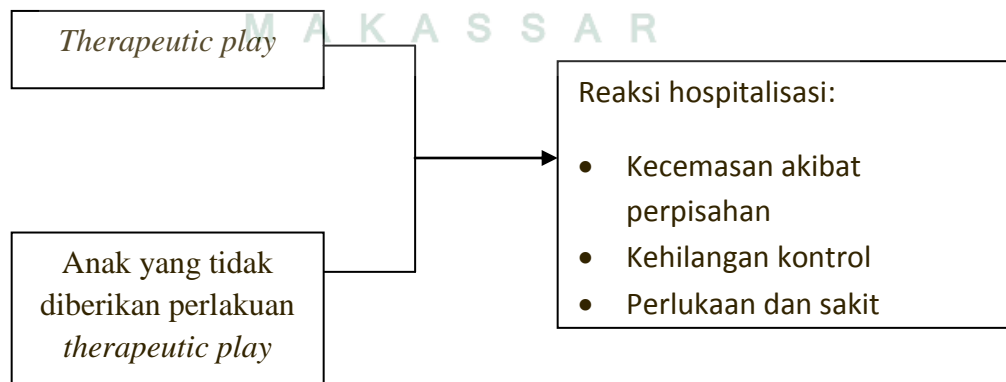 MAKASSAR
Therapeutic play
Anak yang tidak
diberikan perlakuan
therapeutic play
Reaksi hospitalisasi:
• Kecemasan akibat
perpisahan
• Kehilangan kontrol
• Perlukaan dan sakit